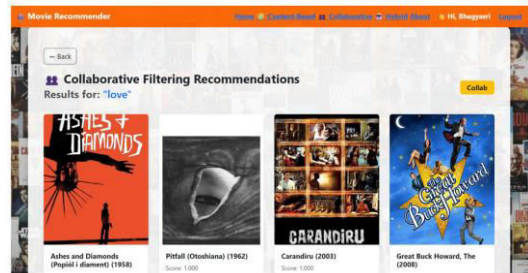 Movie Recommender
Home Content-Based Collaborative Hybrid About Hi, Bhagyasri Logout
← Back
Collaborative Filtering Recommendations
Results for: "love"
Collab
ASHES +
DIAMONDS
CARANDIRU
The Great
Buck Howard
Ashes and Diamonds
(Popiól i diament) (1958)
Pitfall (Otoshiana) (1962)
Score: 1.000
Carandiru (2003)
Score: 1.000
Great Buck Howard, The
(2008)